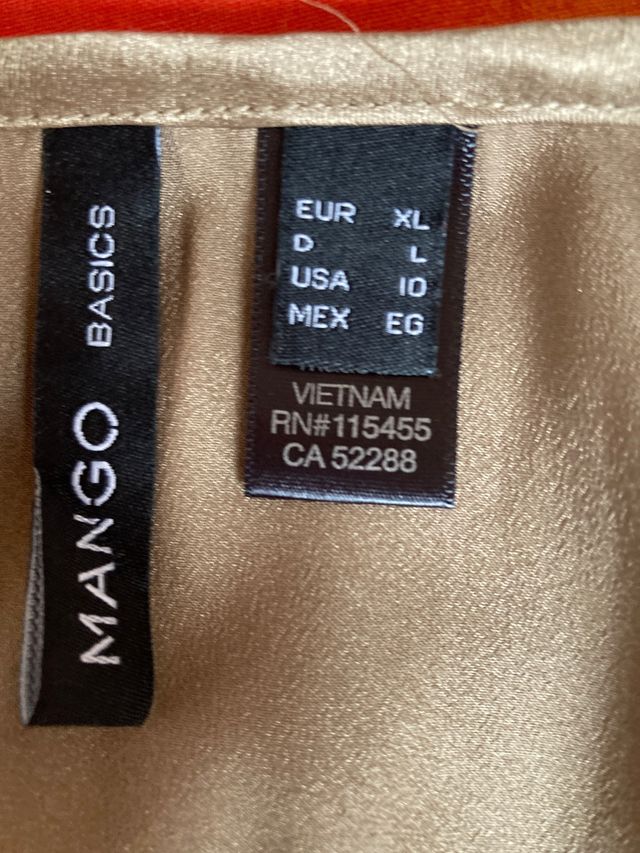 MANGO BASICS
EUR XL
D L
USA 10
MEX EG
VIETNAM
RN#115455
CA 52288